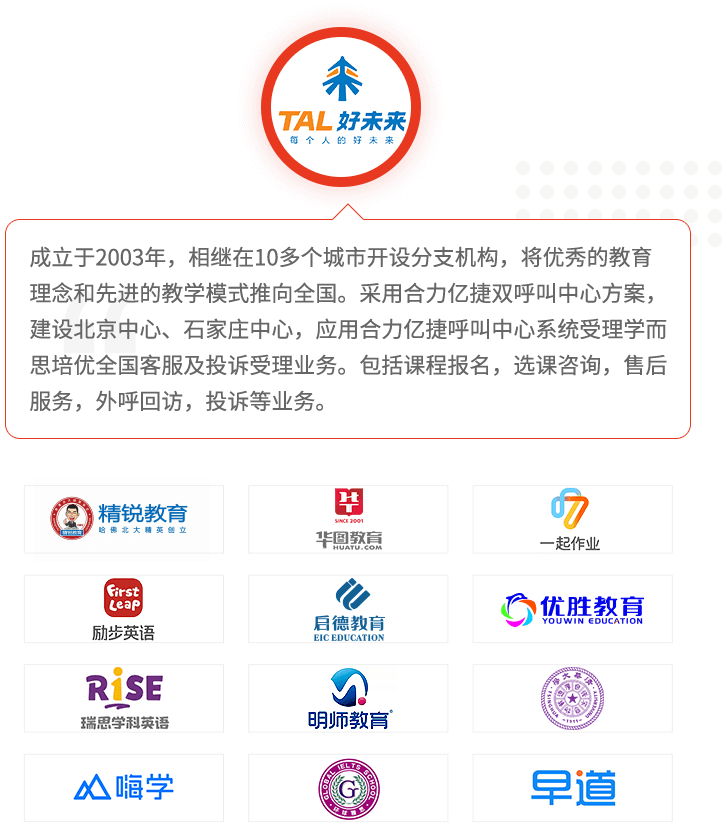 TAL 好未来
每个人的好未来
成立于2003年，相继在10多个城市开设分支机构，将优秀的教育
理念和先进的教学模式推向全国。采用合力亿捷双呼叫中心方案，
建设北京中心、石家庄中心，应用合力亿捷呼叫中心系统受理学而
思培优全国客服及投诉受理业务。包括课程报名，选课咨询，售后
服务，外呼回访，投诉等业务。
精锐教育
哈佛北大精英创立
SINCE 2001
华图教育
HUATU.COM
一起作业
First
Leap
励步英语
启德教育
EIC EDUCATION
优胜教育
YOUWIN EDUCATION
RiSE
瑞思学科英语
明师教育
嗨学
GLOBAL IELTS SCHOOL
G
早道